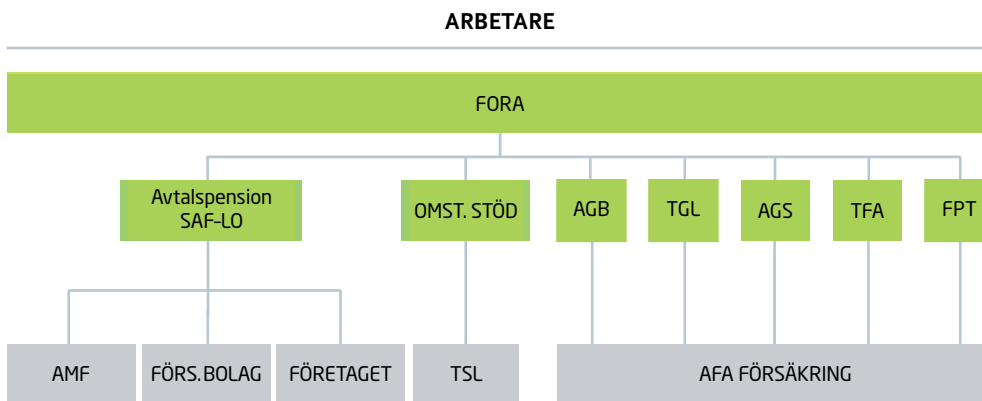 ARBETARE
FORA
Avtalspension
SAF-LO
OMST. STÖD
AGB
TGL
AGS
TFA
FPT
AMF
FÖRS.BOLAG
FÖRETAGET
TSL
AFA FÖRSÄKRING